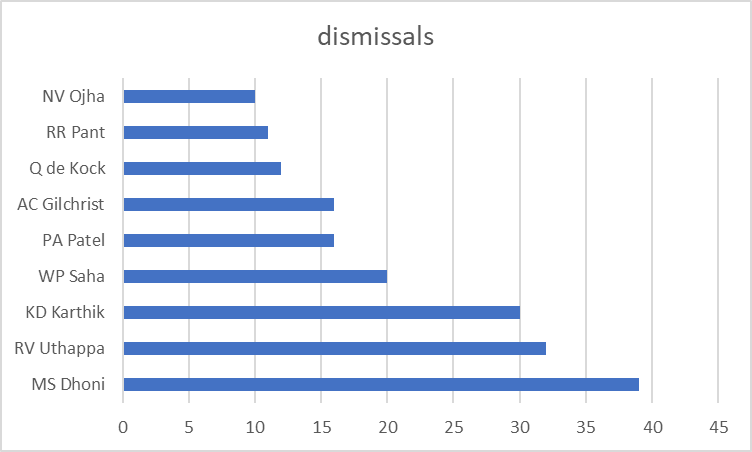 dismissals
NV Ojha
RR Pant
Q de Kock
AC Gilchrist
PA Patel
WP Saha
KD Karthik
RV Uthappa
MS Dhoni
0 5 10 15 20 25 30 35 40 45